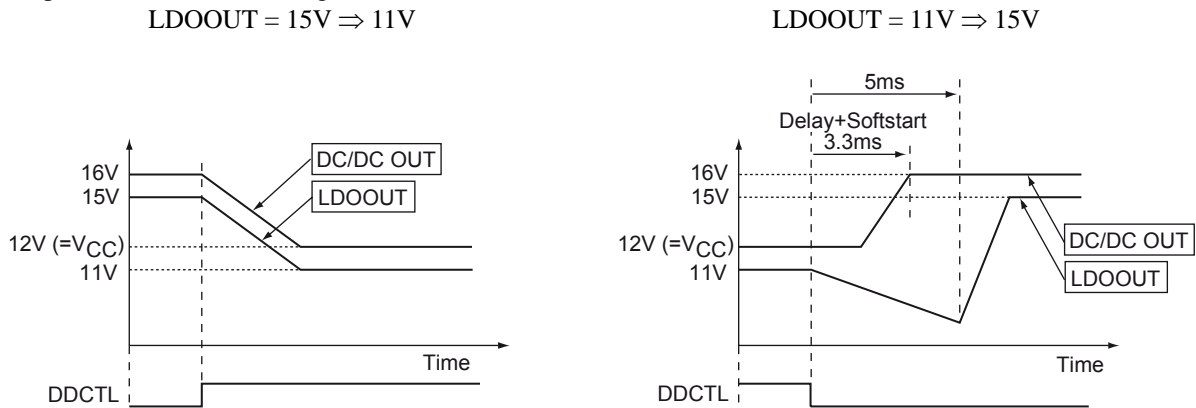 LDOOUT = 15V ⇒ 11V
16V
15V
12V (=VCC)
11V
DC/DC OUT
LDOOUT
Time
DDCTL
LDOOUT = 11V ⇒ 15V
5ms
Delay+Softstart
3.3ms
16V
15V
12V (=VCC)
11V
DC/DC OUT
LDOOUT
Time
DDCTL